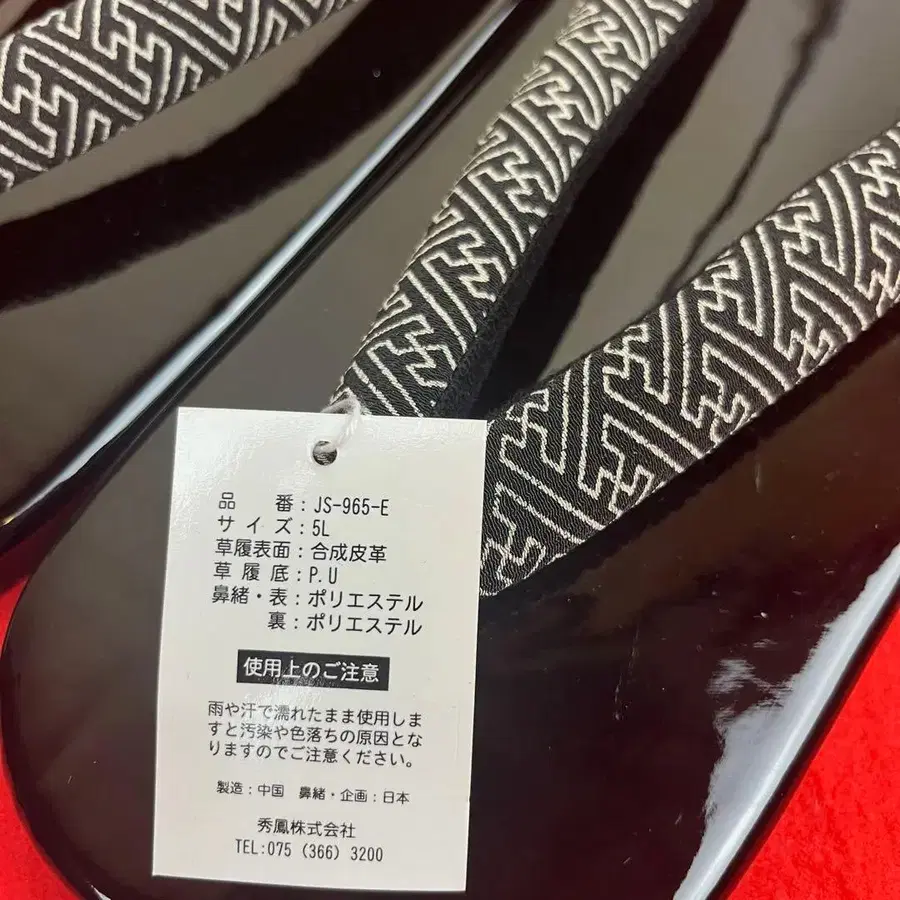 品 番：JS-965-E
サイズ：5L
草履表面：合成皮革
草履底：P.U
鼻緒・表：ポリエステル
裏：ポリエステル
使用上のご注意
雨や汗で濡れたまま使用しま
すと汚染や色落ちの原因とな
りますのでご注意ください。
製造：中国 鼻緒・企画：日本
秀鳳株式会社
TEL:075 (366) 3200